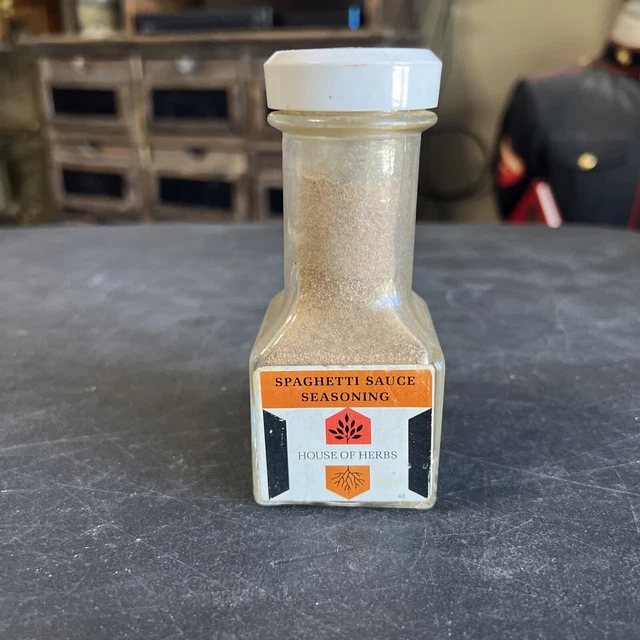 SPAGHETTI SAUCE
SEASONING
HOUSE OF HERBS